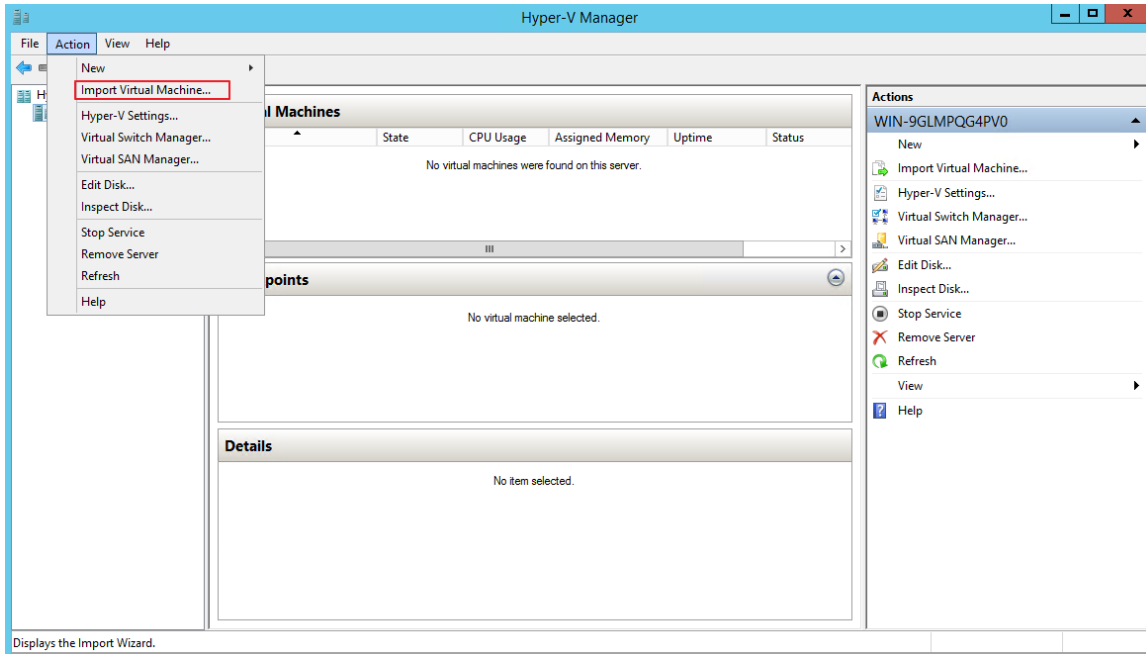 Hyper-V Manager
File Action View Help
New
Import Virtual Machine...
Hyper-V Settings...
Virtual Switch Manager...
Virtual SAN Manager...
Edit Disk...
Inspect Disk...
Stop Service
Remove Server
Refresh
Help
H
l Machines
State CPU Usage Assigned Memory Uptime Status
No virtual machines were found on this server.
points
No virtual machine selected.
Details
No item selected.
Actions
WIN-9GLMPQG4PV0
New
Import Virtual Machine...
Hyper-V Settings...
Virtual Switch Manager...
Virtual SAN Manager...
Edit Disk...
Inspect Disk...
Stop Service
Remove Server
Refresh
View
Help
Displays the Import Wizard.